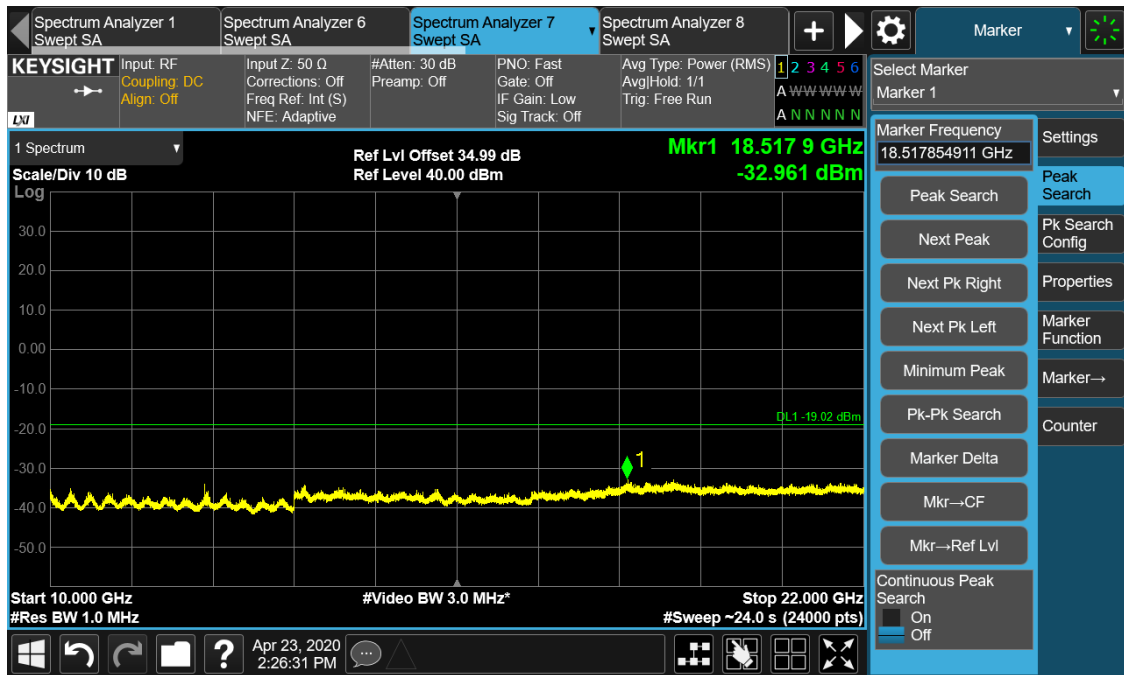 Spectrum Analyzer 1
Swept SA
Spectrum Analyzer 6
Swept SA
Spectrum Analyzer 7
Swept SA
Spectrum Analyzer 8
Swept SA
+
Marker
KEYSIGHT
LXI
Input: RF
Coupling: DC
Align: Off
Input Z: 50 Ω
Corrections: Off
Freq Ref: Int (S)
NFE: Adaptive
#Atten: 30 dB
Preamp: Off
PNO: Fast
Gate: Off
IF Gain: Low
Sig Track: Off
Avg Type: Power (RMS)
Avg|Hold: 1/1
Trig: Free Run
1 2 3 4 5 6
A W W W W W
A N N N N N
Select Marker
Marker 1
1 Spectrum
Scale/Div 10 dB
Log
Ref Lvl Offset 34.99 dB
Ref Level 40.00 dBm
Mkr1 18.517 9 GHz
-32.961 dBm
30.0
20.0
10.0
0.00
-10.0
-20.0
-30.0
-40.0
-50.0
DL1 -19.02 dBm
1
Start 10.000 GHz
#Res BW 1.0 MHz
#Video BW 3.0 MHz*
Stop 22.000 GHz
#Sweep ~24.0 s (24000 pts)
Marker Frequency
18.517854911 GHz
Peak Search
Next Peak
Next Pk Right
Next Pk Left
Minimum Peak
Pk-Pk Search
Marker Delta
Mkr→CF
Mkr→Ref Lvl
Continuous Peak
Search
On
Off
Settings
Peak
Search
Pk Search
Config
Properties
Marker
Function
Marker→
Counter
?
Apr 23, 2020
2:26:31 PM